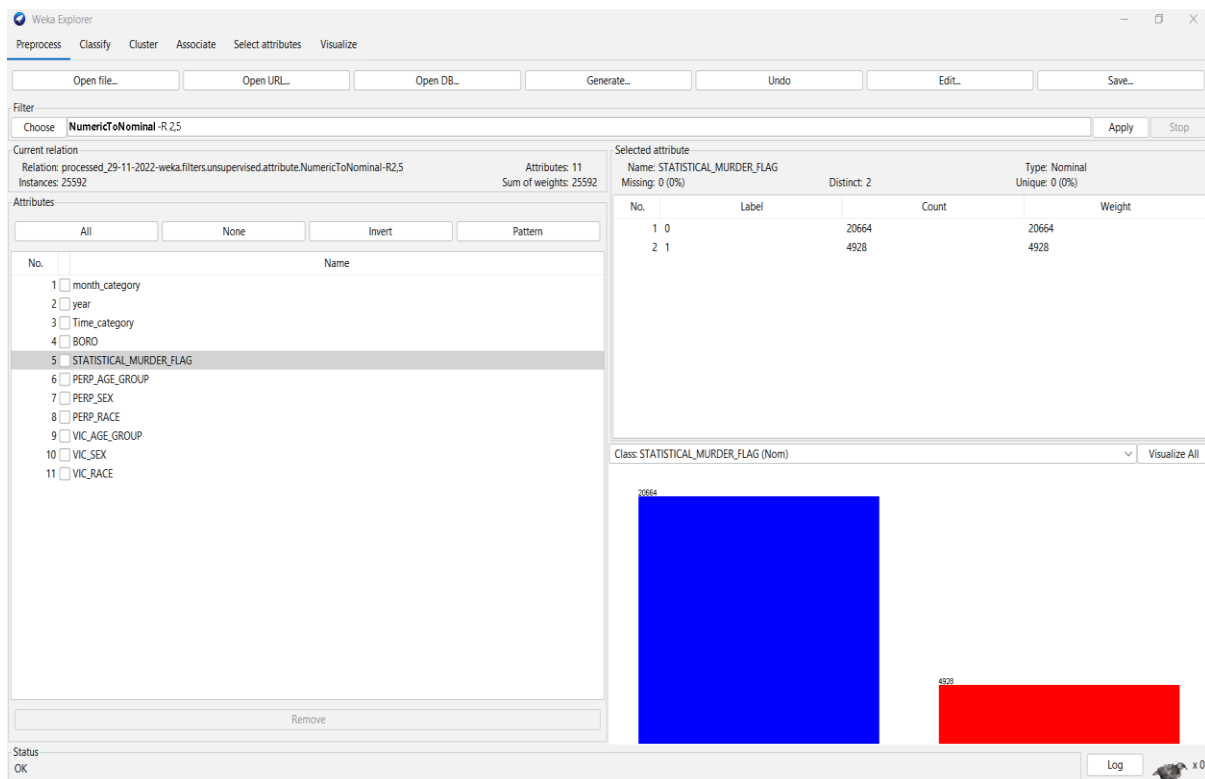 Weka Explorer
Preprocess Classify Cluster Associate Select attributes Visualize
Open file... Open URL... Open DB... Generate... Undo Edit... Save...
Filter
Choose NumericToNominal -R 2,5 Apply Stop
Current relation
Relation: processed_29-11-2022-weka.filters.unsupervised.attribute.NumericToNominal-R2,5 Attributes: 11
Instances: 25592 Sum of weights: 25592
Attributes
All None Invert Pattern
No. Name
1 month_category
2 year
3 Time_category
4 BORO
5 STATISTICAL_MURDER_FLAG
6 PERP_AGE_GROUP
7 PERP_SEX
8 PERP_RACE
9 VIC_AGE_GROUP
10 VIC_SEX
11 VIC_RACE
Remove
Selected attribute
Name: STATISTICAL_MURDER_FLAG Type: Nominal
Missing: 0 (0%) Distinct: 2 Unique: 0 (0%)
No. Label Count Weight
1 0 20664 20664
2 1 4928 4928
Class: STATISTICAL_MURDER_FLAG (Nom) Visualize All
20664
4928
Status
OK
Log x 0